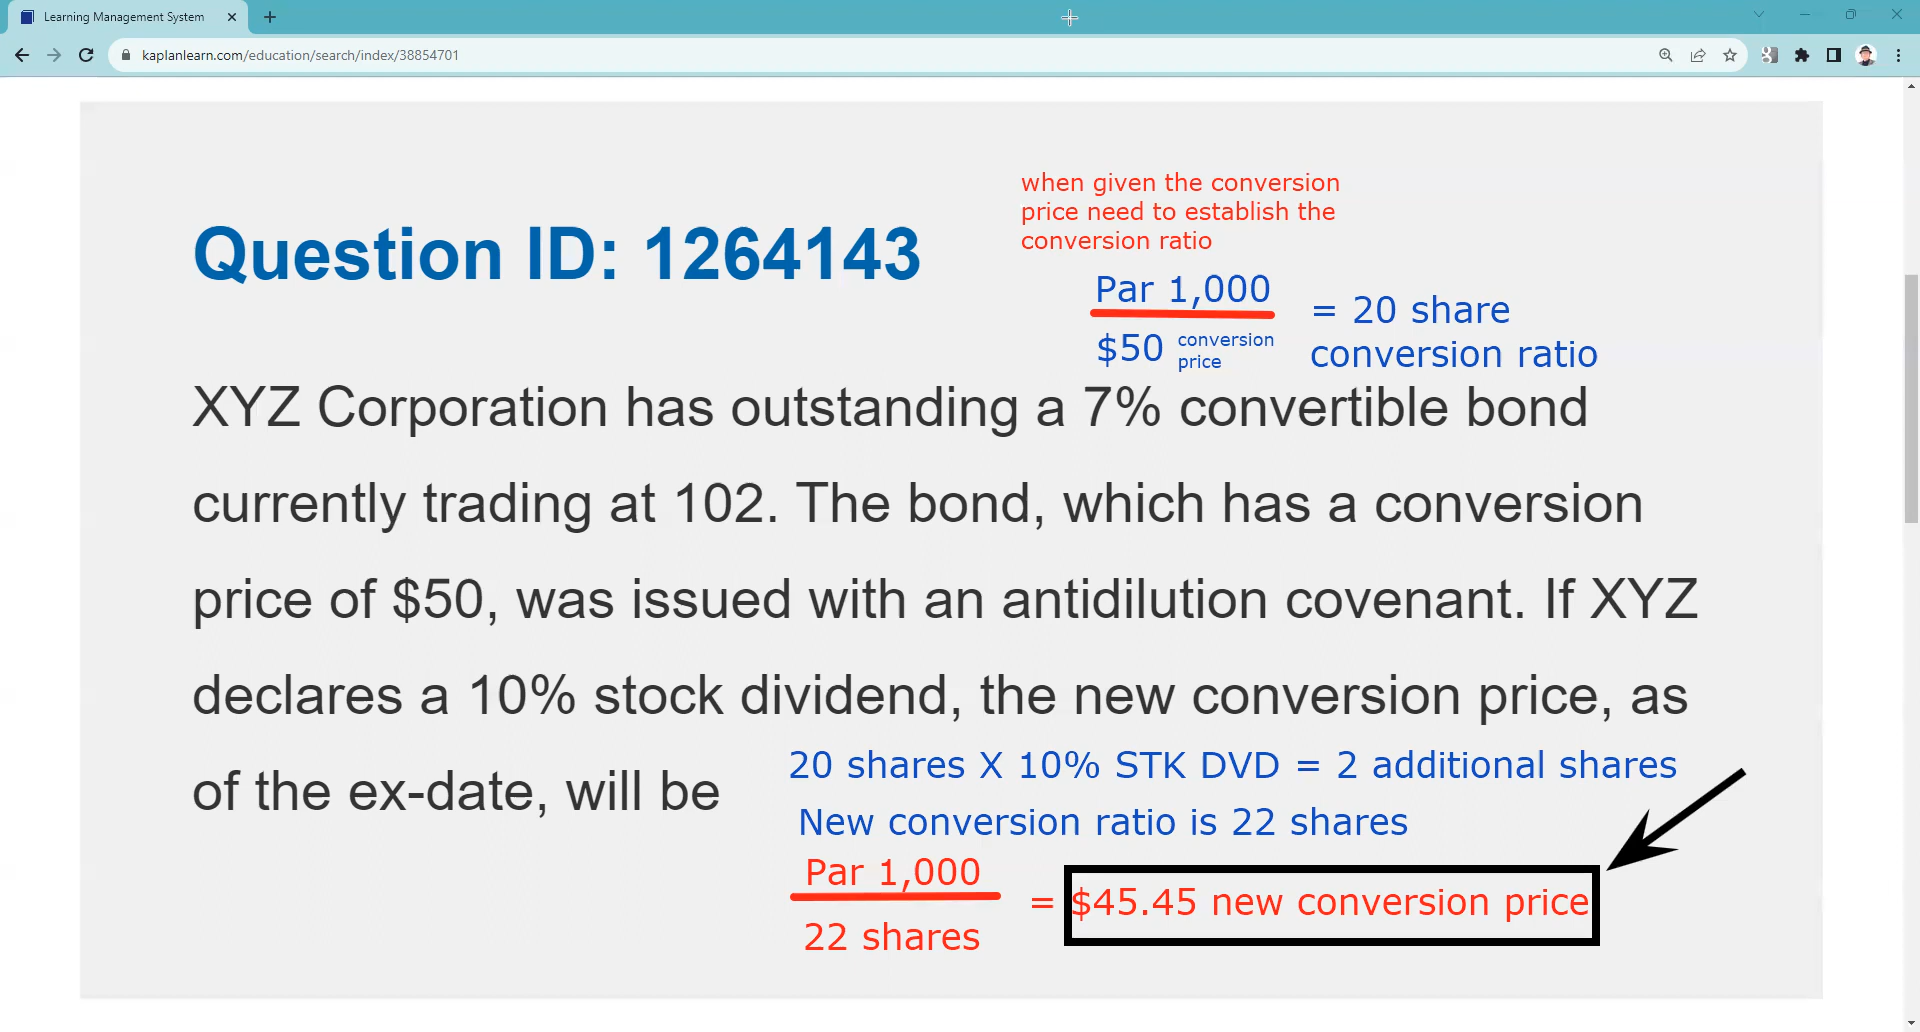 Learning Management System
kaplanlearn.com/education/search/index/38854701
when given the conversion
price need to establish the
conversion ratio
Question ID: 1264143
Par 1,000
$50 conversion price
= 20 share
conversion ratio
XYZ Corporation has outstanding a 7% convertible bond
currently trading at 102. The bond, which has a conversion
price of $50, was issued with an antidilution covenant. If XYZ
declares a 10% stock dividend, the new conversion price, as
of the ex-date, will be
20 shares X 10% STK DVD = 2 additional shares
New conversion ratio is 22 shares
Par 1,000
22 shares
= $45.45 new conversion price